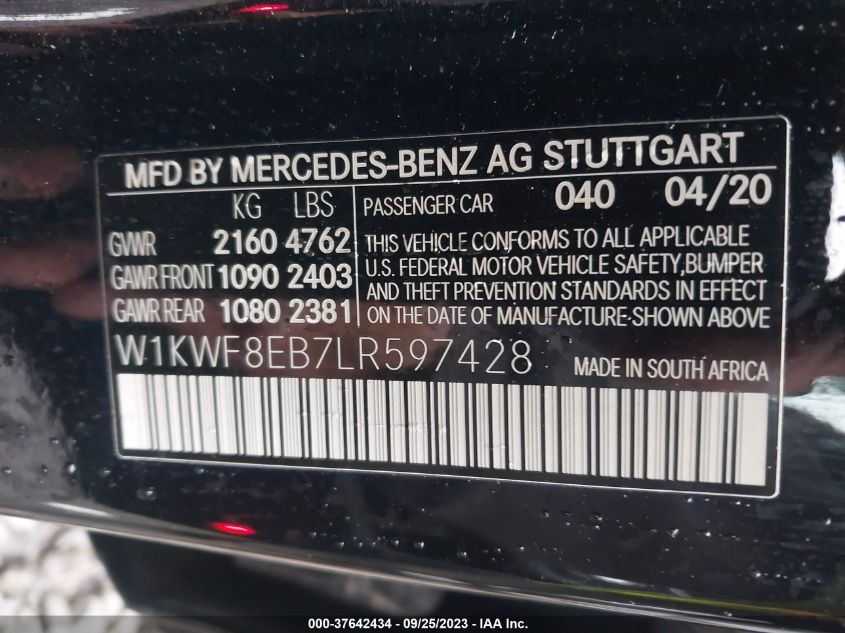 MFD BY MERCEDES-BENZ AG STUTTGART
KG LBS
GVWR 2160 4762
GAWR FRONT 1090 2403
GAWR REAR 1080 2381
PASSENGER CAR 040 04/20
THIS VEHICLE CONFORMS TO ALL APPLICABLE
U.S. FEDERAL MOTOR VEHICLE SAFETY, BUMPER
AND THEFT PREVENTION STANDARDS IN EFFECT
ON THE DATE OF MANUFACTURE SHOWN ABOVE
W1KWF8EB7LR597428
MADE IN SOUTH AFRICA
000-37642434 - 09/25/2023 - IAA Inc.